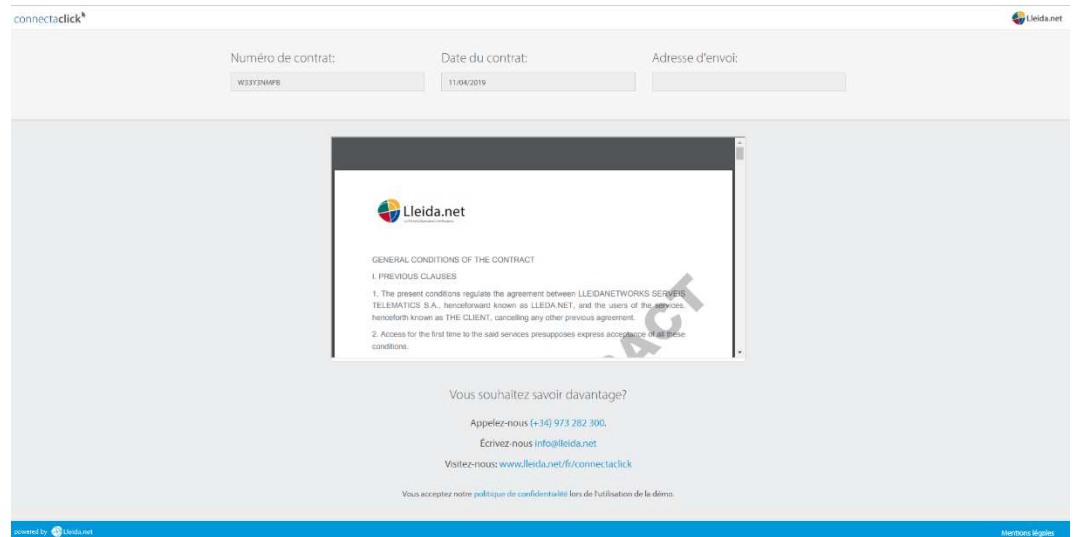 connectaclick
Lleida.net
Numéro de contrat:
Date du contrat:
Adresse d'envoi:
W33Y3NMPB
11/04/2019
Lleida.net
GENERAL CONDITIONS OF THE CONTRACT
I. PREVIOUS CLAUSES
1. The present conditions regulate the agreement between LLEIDANETWORKS SERVEIS
TELEMATICS S.A., henceforward known as LLEDA.NET, and the users of the services,
henceforth known as THE CLIENT, cancelling any other previous agreement.
2. Access for the first time to the said services presupposes express acceptance of all these
conditions.
ACT
Vous souhaitez savoir davantage?
Appelez-nous (+34) 973 282 300.
Écrivez-nous info@lleida.net
Visitez-nous: www.lleida.net/fr/connectaclick
Vous acceptez notre politique de confidentialité lors de l'utilisation de la démo.
powered by Lleida.net
Mentions légales